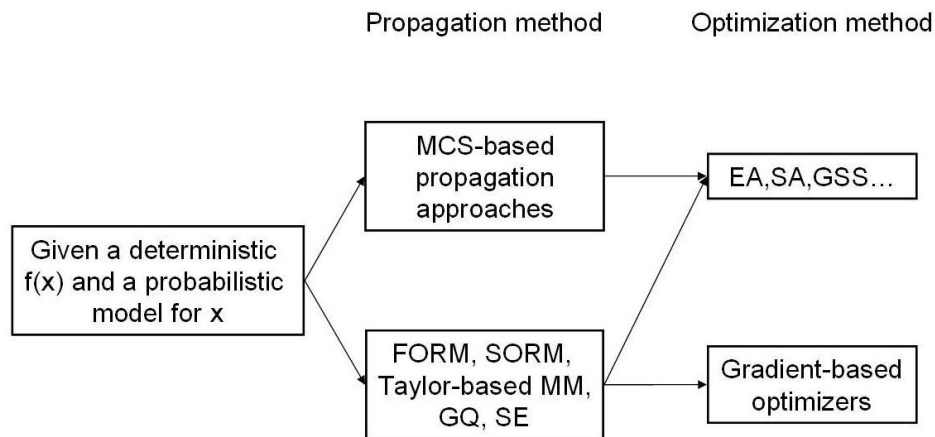 Propagation method
Optimization method
MCS-based
propagation
approaches
EA,SA,GSS...
Given a deterministic
f(x) and a probabilistic
model for x
FORM, SORM,
Taylor-based MM,
GQ, SE
Gradient-based
optimizers